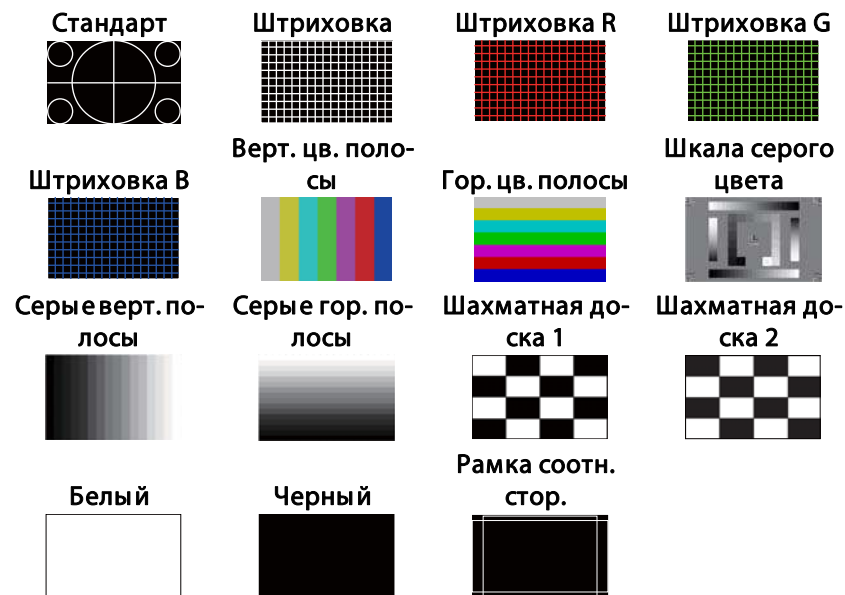 Стандарт
Штриховка
Штриховка R
Штриховка G
Штриховка B
Верт. цв. поло-
сы
Гор. цв. полосы
Шкала серого
цвета
Серые верт. по-
лосы
Серые гор. по-
лосы
Шахматная до-
ска 1
Шахматная до-
ска 2
Белый
Черный
Рамка соотн.
стор.